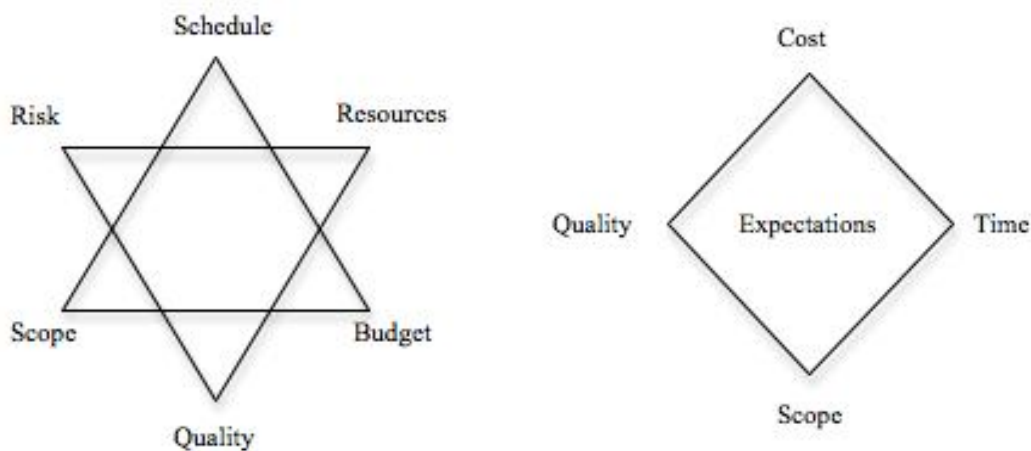 Schedule
Risk
Resources
Scope
Budget
Quality
Cost
Quality
Expectations
Time
Scope